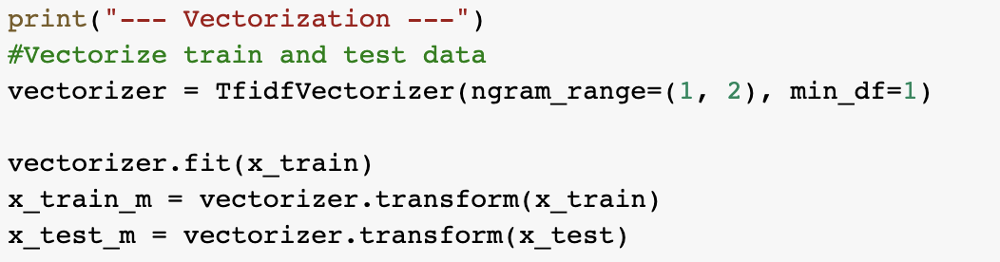 print("--- Vectorization ---")
#Vectorize train and test data
vectorizer = TfidfVectorizer(ngram_range=(1, 2), min_df=1)
vectorizer.fit(x_train)
x_train_m = vectorizer.transform(x_train)
x_test_m = vectorizer.transform(x_test)